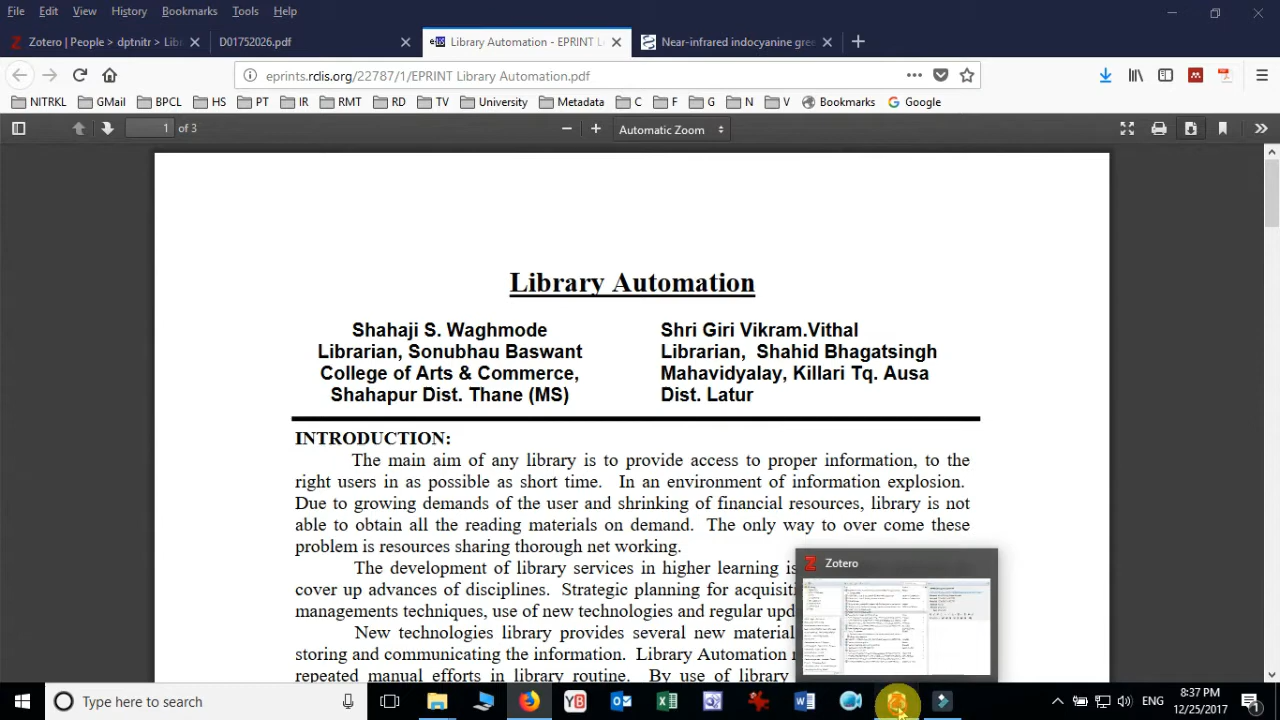 File Edit View History Bookmarks Tools Help
Zotero | People > dptnitr > Lib
D01752026.pdf
Library Automation - EPRINT L
Near-infrared indocyanine gree
eprints.rclis.org/22787/1/EPRINT Library Automation.pdf
NITRKL GMail BPCL HS PT IR RMT RD TV University Metadata C F G N V Bookmarks Google
1 of 3
Automatic Zoom
Library Automation
Shahaji S. Waghmode
Librarian, Sonubhau Baswant
College of Arts & Commerce,
Shahapur Dist. Thane (MS)
Shri Giri Vikram.Vithal
Librarian, Shahid Bhagatsingh
Mahavidyalay, Killari Tq. Ausa
Dist. Latur
INTRODUCTION:
The main aim of any library is to provide access to proper information, to the
right users in as possible as short time. In an environment of information explosion.
Due to growing demands of the user and shrinking of financial resources, library is not
able to obtain all the reading materials on demand. The only way to over come these
problem is resources sharing thorough net working.
The development of library services in higher learning is
cover up advances of disciplines. Strategic planning for acquisiti
managements techniques, use of new technologies and regular up
New technologies library provides several new material
storing and communicating the information. Library Automation
repeated manual efforts in library routine. By use of library
Zotero
Type here to search
ENG
8:37 PM
12/25/2017